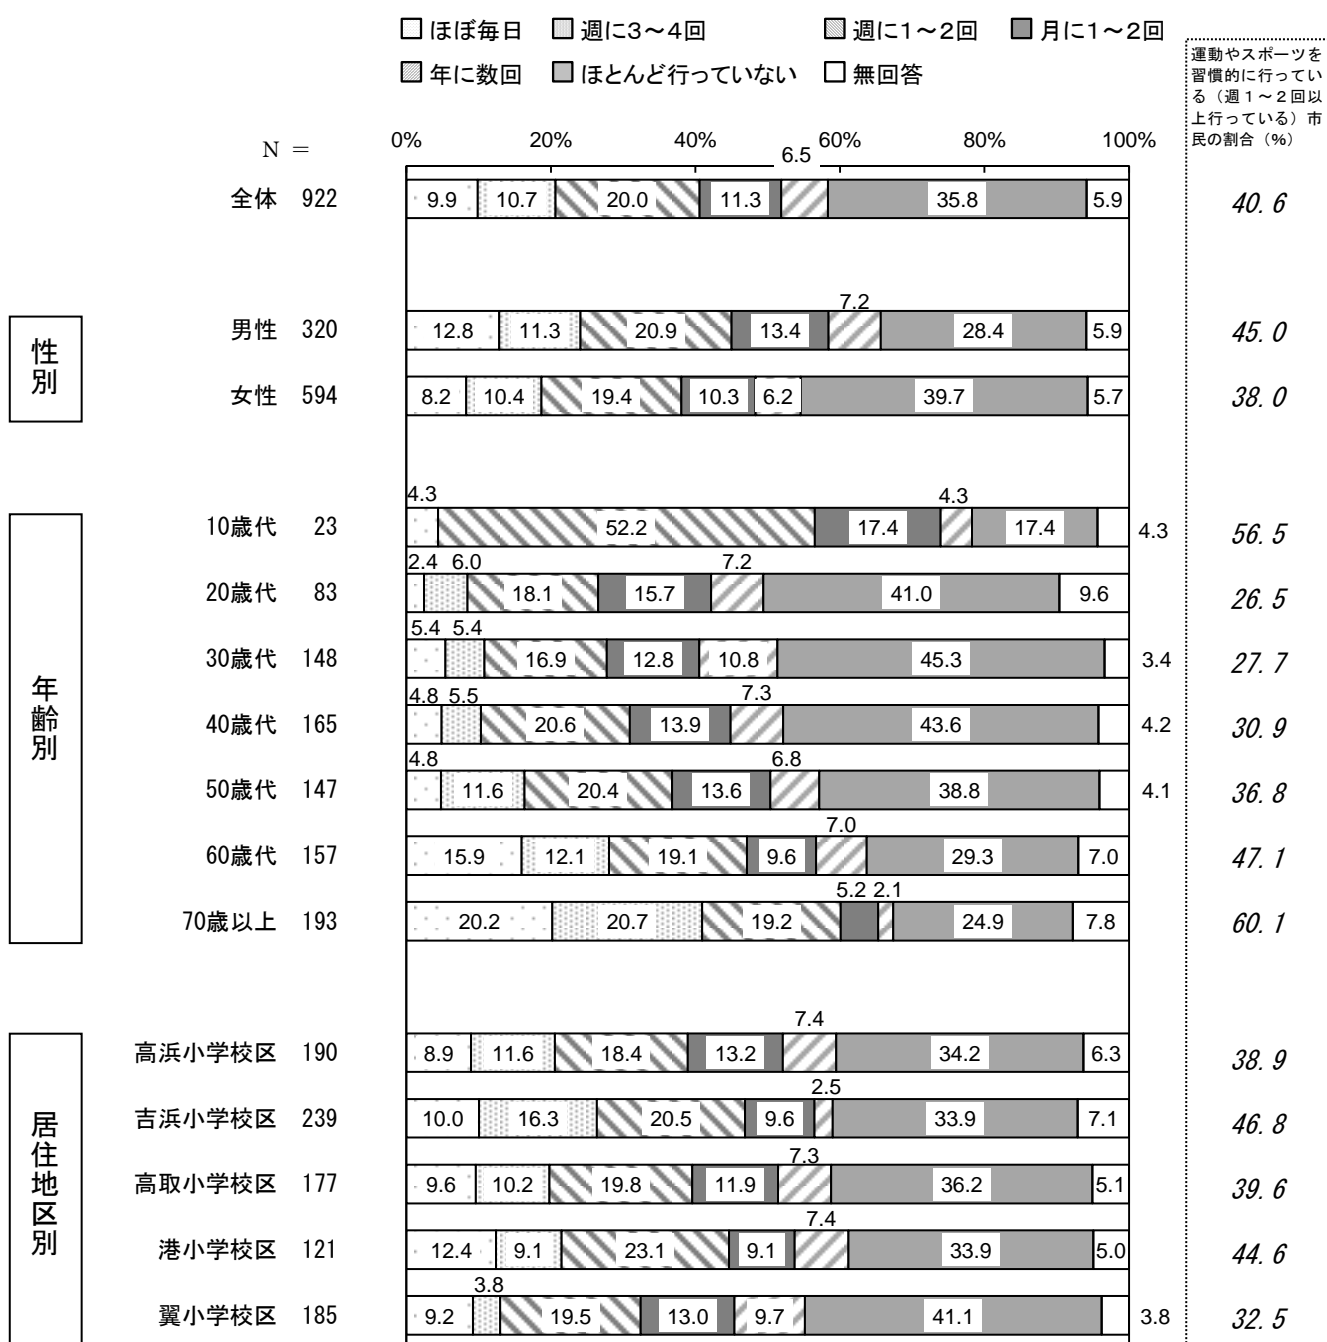 ほぼ毎日 週に3～4回 週に1～2回 月に1～2回
年に数回 ほとんど行っていない 無回答
運動やスポーツを
習慣的に行ってい
る（週１～２回以
上行っている）市
民の割合（%）
N ＝ 0% 20% 40% 60% 80% 100%
6.5
全体 922 9.9 10.7 20.0 11.3 35.8 5.9 40.6
性別
7.2
男性 320 12.8 11.3 20.9 13.4 28.4 5.9 45.0
女性 594 8.2 10.4 19.4 10.3 6.2 39.7 5.7 38.0
年齢別
4.3 4.3
10歳代 23 52.2 17.4 17.4 4.3 56.5
2.4 6.0 7.2
20歳代 83 18.1 15.7 41.0 9.6 26.5
5.4 5.4
30歳代 148 16.9 12.8 10.8 45.3 3.4 27.7
4.8 5.5 7.3
40歳代 165 20.6 13.9 43.6 4.2 30.9
4.8 6.8
50歳代 147 11.6 20.4 13.6 38.8 4.1 36.8
7.0
60歳代 157 15.9 12.1 19.1 9.6 29.3 7.0 47.1
5.2 2.1
70歳以上 193 20.2 20.7 19.2 24.9 7.8 60.1
居住地区別
7.4
高浜小学校区 190 8.9 11.6 18.4 13.2 34.2 6.3 38.9
2.5
吉浜小学校区 239 10.0 16.3 20.5 9.6 33.9 7.1 46.8
7.3
高取小学校区 177 9.6 10.2 19.8 11.9 36.2 5.1 39.6
7.4
港小学校区 121 12.4 9.1 23.1 9.1 33.9 5.0 44.6
3.8
翼小学校区 185 9.2 19.5 13.0 9.7 41.1 3.8 32.5